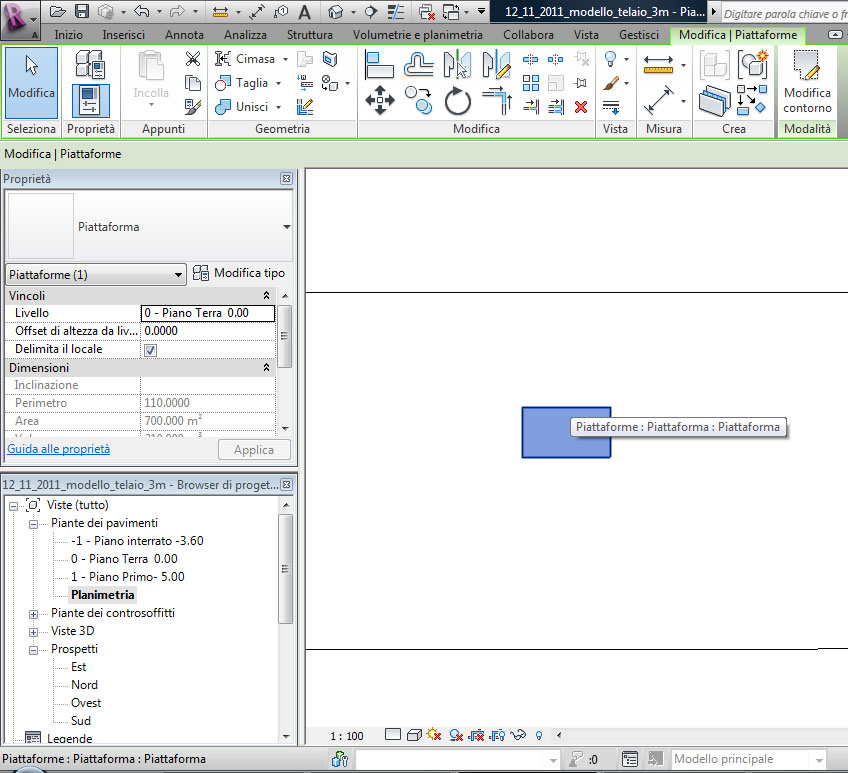 12_11_2011_modello_telaio_3m - Pia...
Digitare parola chiave o f
Inizio Inserisci Annota Analizza Struttura Volumetrie e planimetria Collabora Vista Gestisci Modifica | Piattaforme
Modifica
Incolla
Cimasa
Taglia
Unisci
Modifica contorno
Seleziona Proprietà Appunti Geometria Modifica Vista Misura Crea Modalità
Modifica | Piattaforme
Proprietà
Piattaforma
Piattaforme (1) Modifica tipo
Vincoli
Livello 0 - Piano Terra 0.00
Offset di altezza da liv... 0.0000
Delimita il locale
Dimensioni
Inclinazione
Perimetro 110.0000
Area 700.000 m²
Guida alle proprietà Applica
12_11_2011_modello_telaio_3m - Browser di proget...
Viste (tutto)
Piante dei pavimenti
-1 - Piano interrato -3.60
0 - Piano Terra 0.00
1 - Piano Primo- 5.00
Planimetria
Piante dei controsoffitti
Viste 3D
Prospetti
Est
Nord
Ovest
Sud
Legende
Piattaforme : Piattaforma : Piattaforma
1 : 100
Piattaforme : Piattaforma : Piattaforma
:0
Modello principale